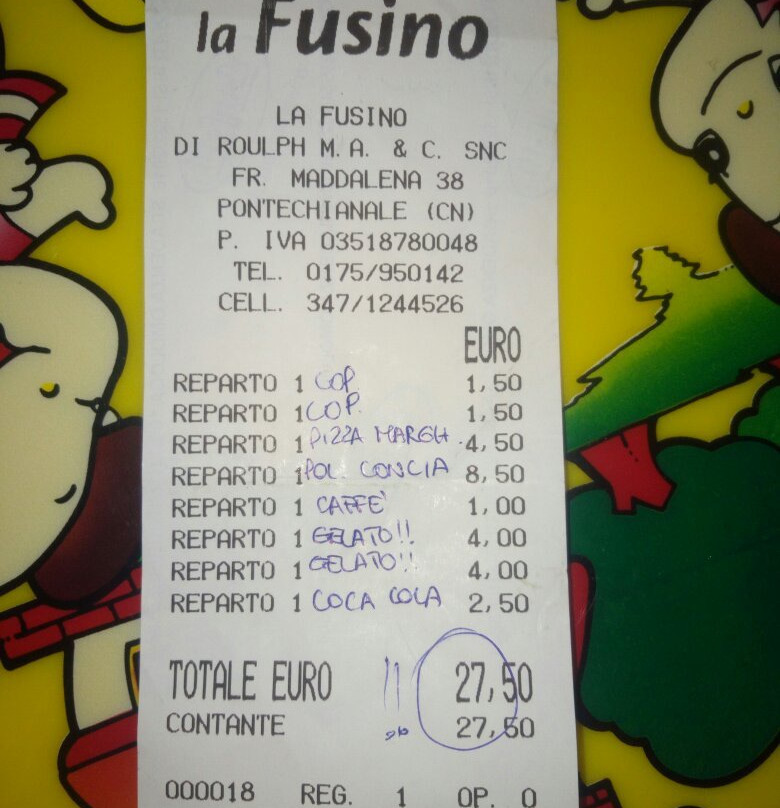 la Fusino
LA FUSINO
DI ROULPH M. A. & C. SNC
FR. MADDALENA 38
PONTECHIANALE (CN)
P. IVA 03518780048
TEL. 0175/950142
CELL. 347/1244526
EURO
REPARTO 1 COP. 1,50
REPARTO 1 COP. 1,50
REPARTO 1 PIZZA MARGH. 4,50
REPARTO 1 POL. CONCIA 8,50
REPARTO 1 CAFFE' 1,00
REPARTO 1 GELATO!! 4,00
REPARTO 1 GELATO!! 4,00
REPARTO 1 COCA COLA 2,50
TOTALE EURO !! 27,50
CONTANTE 27,50
000018 REG. 1 OP. 0